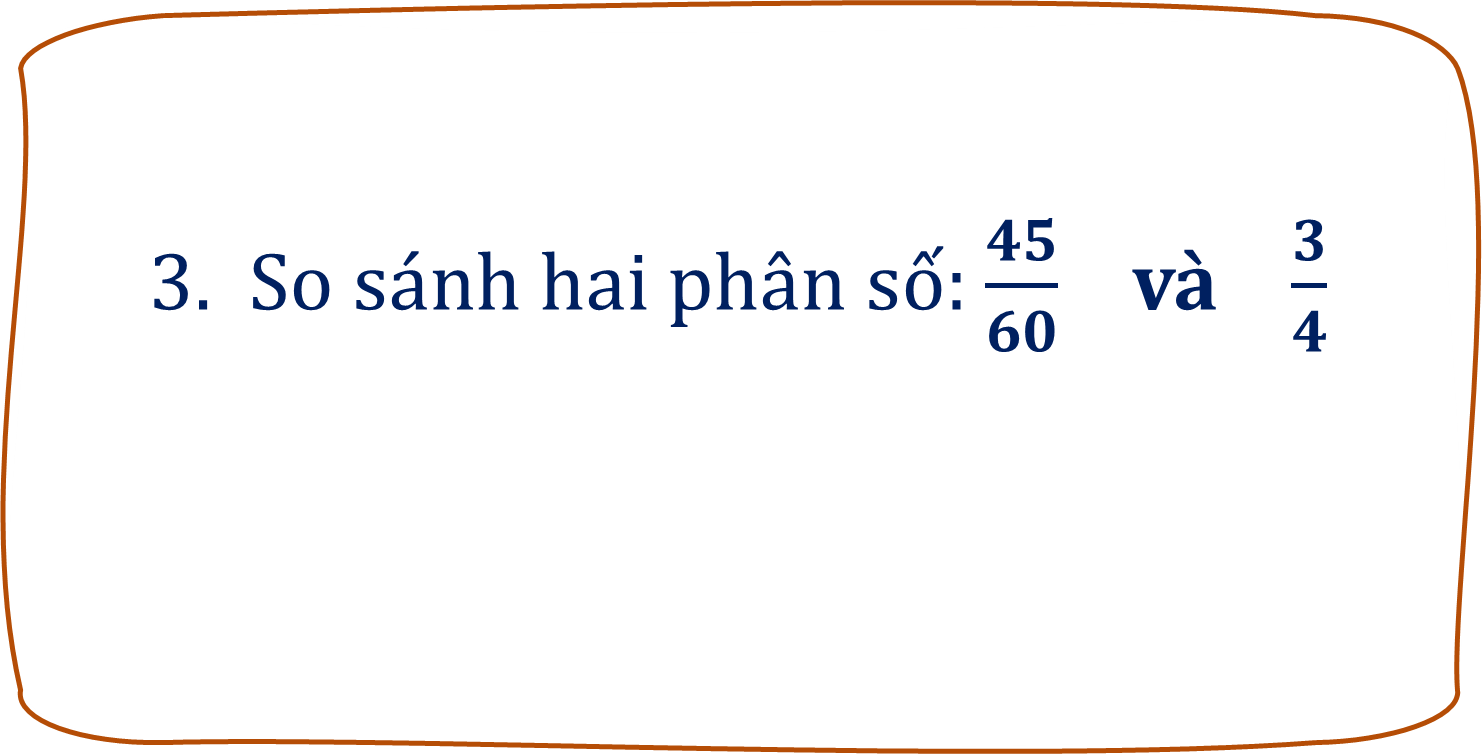 3. So sánh hai phân số: 45/60 và 3/4